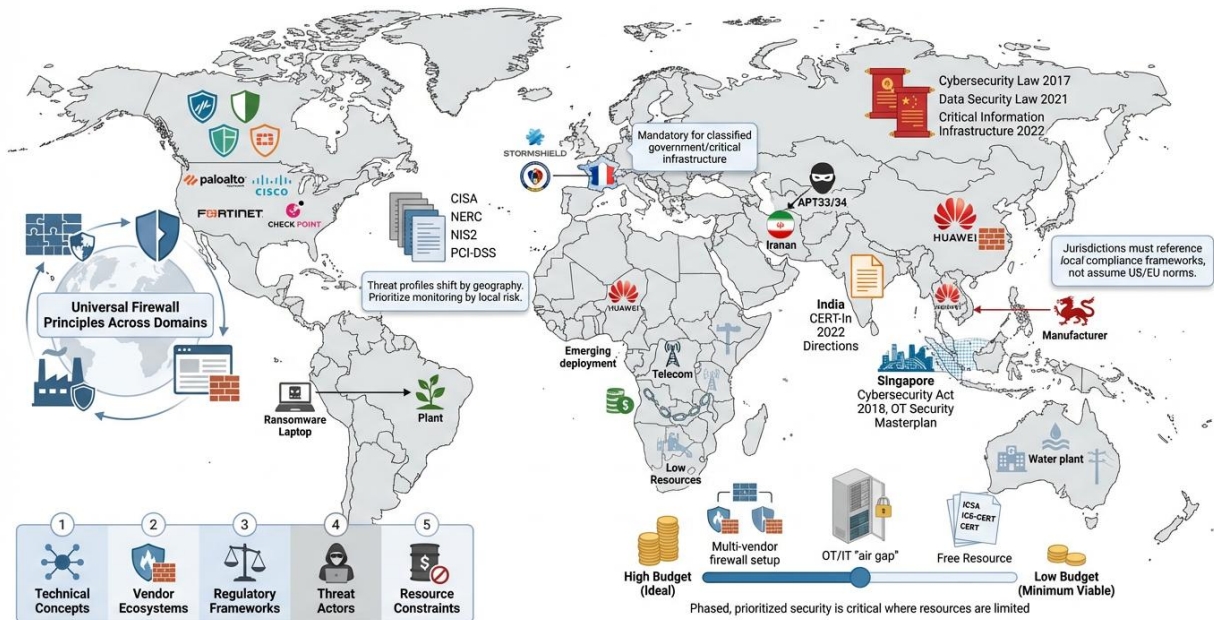 paloalto
CISCO
FORTINET
CHECK POINT
CISA
NERC
NIS2
PCI-DSS
Universal Firewall
Principles Across Domains
Threat profiles shift by geography.
Prioritize monitoring by local risk.
Ransomware
Laptop
Plant
STORMSHIELD
Mandatory for classified
government/critical
infrastructure
APT33/34
Iranan
Cybersecurity Law 2017
Data Security Law 2021
Critical Information
Infrastructure 2022
HUAWEI
Jurisdictions must reference
local compliance frameworks,
not assume US/EU norms.
India
CERT-In
2022
Directions
Manufacturer
SIngapore
Cybersecurity Act
2018, OT Security
Masterplan
HUAWEI
Emerging
deployment
Telecom
Low
Resources
Water plant
1
Technical
Concepts
2
Vendor
Ecosystems
3
Regulatory
Frameworks
4
Threat
Actors
5
Resource
Constraints
High Budget
(Ideal)
Multi-vendor
firewall setup
OT/IT "air gap"
ICSA
IC6-CERT
CERT
Free Resource
Low Budget
(Minimum Viable)
Phased, prioritized security is critical where resources are limited